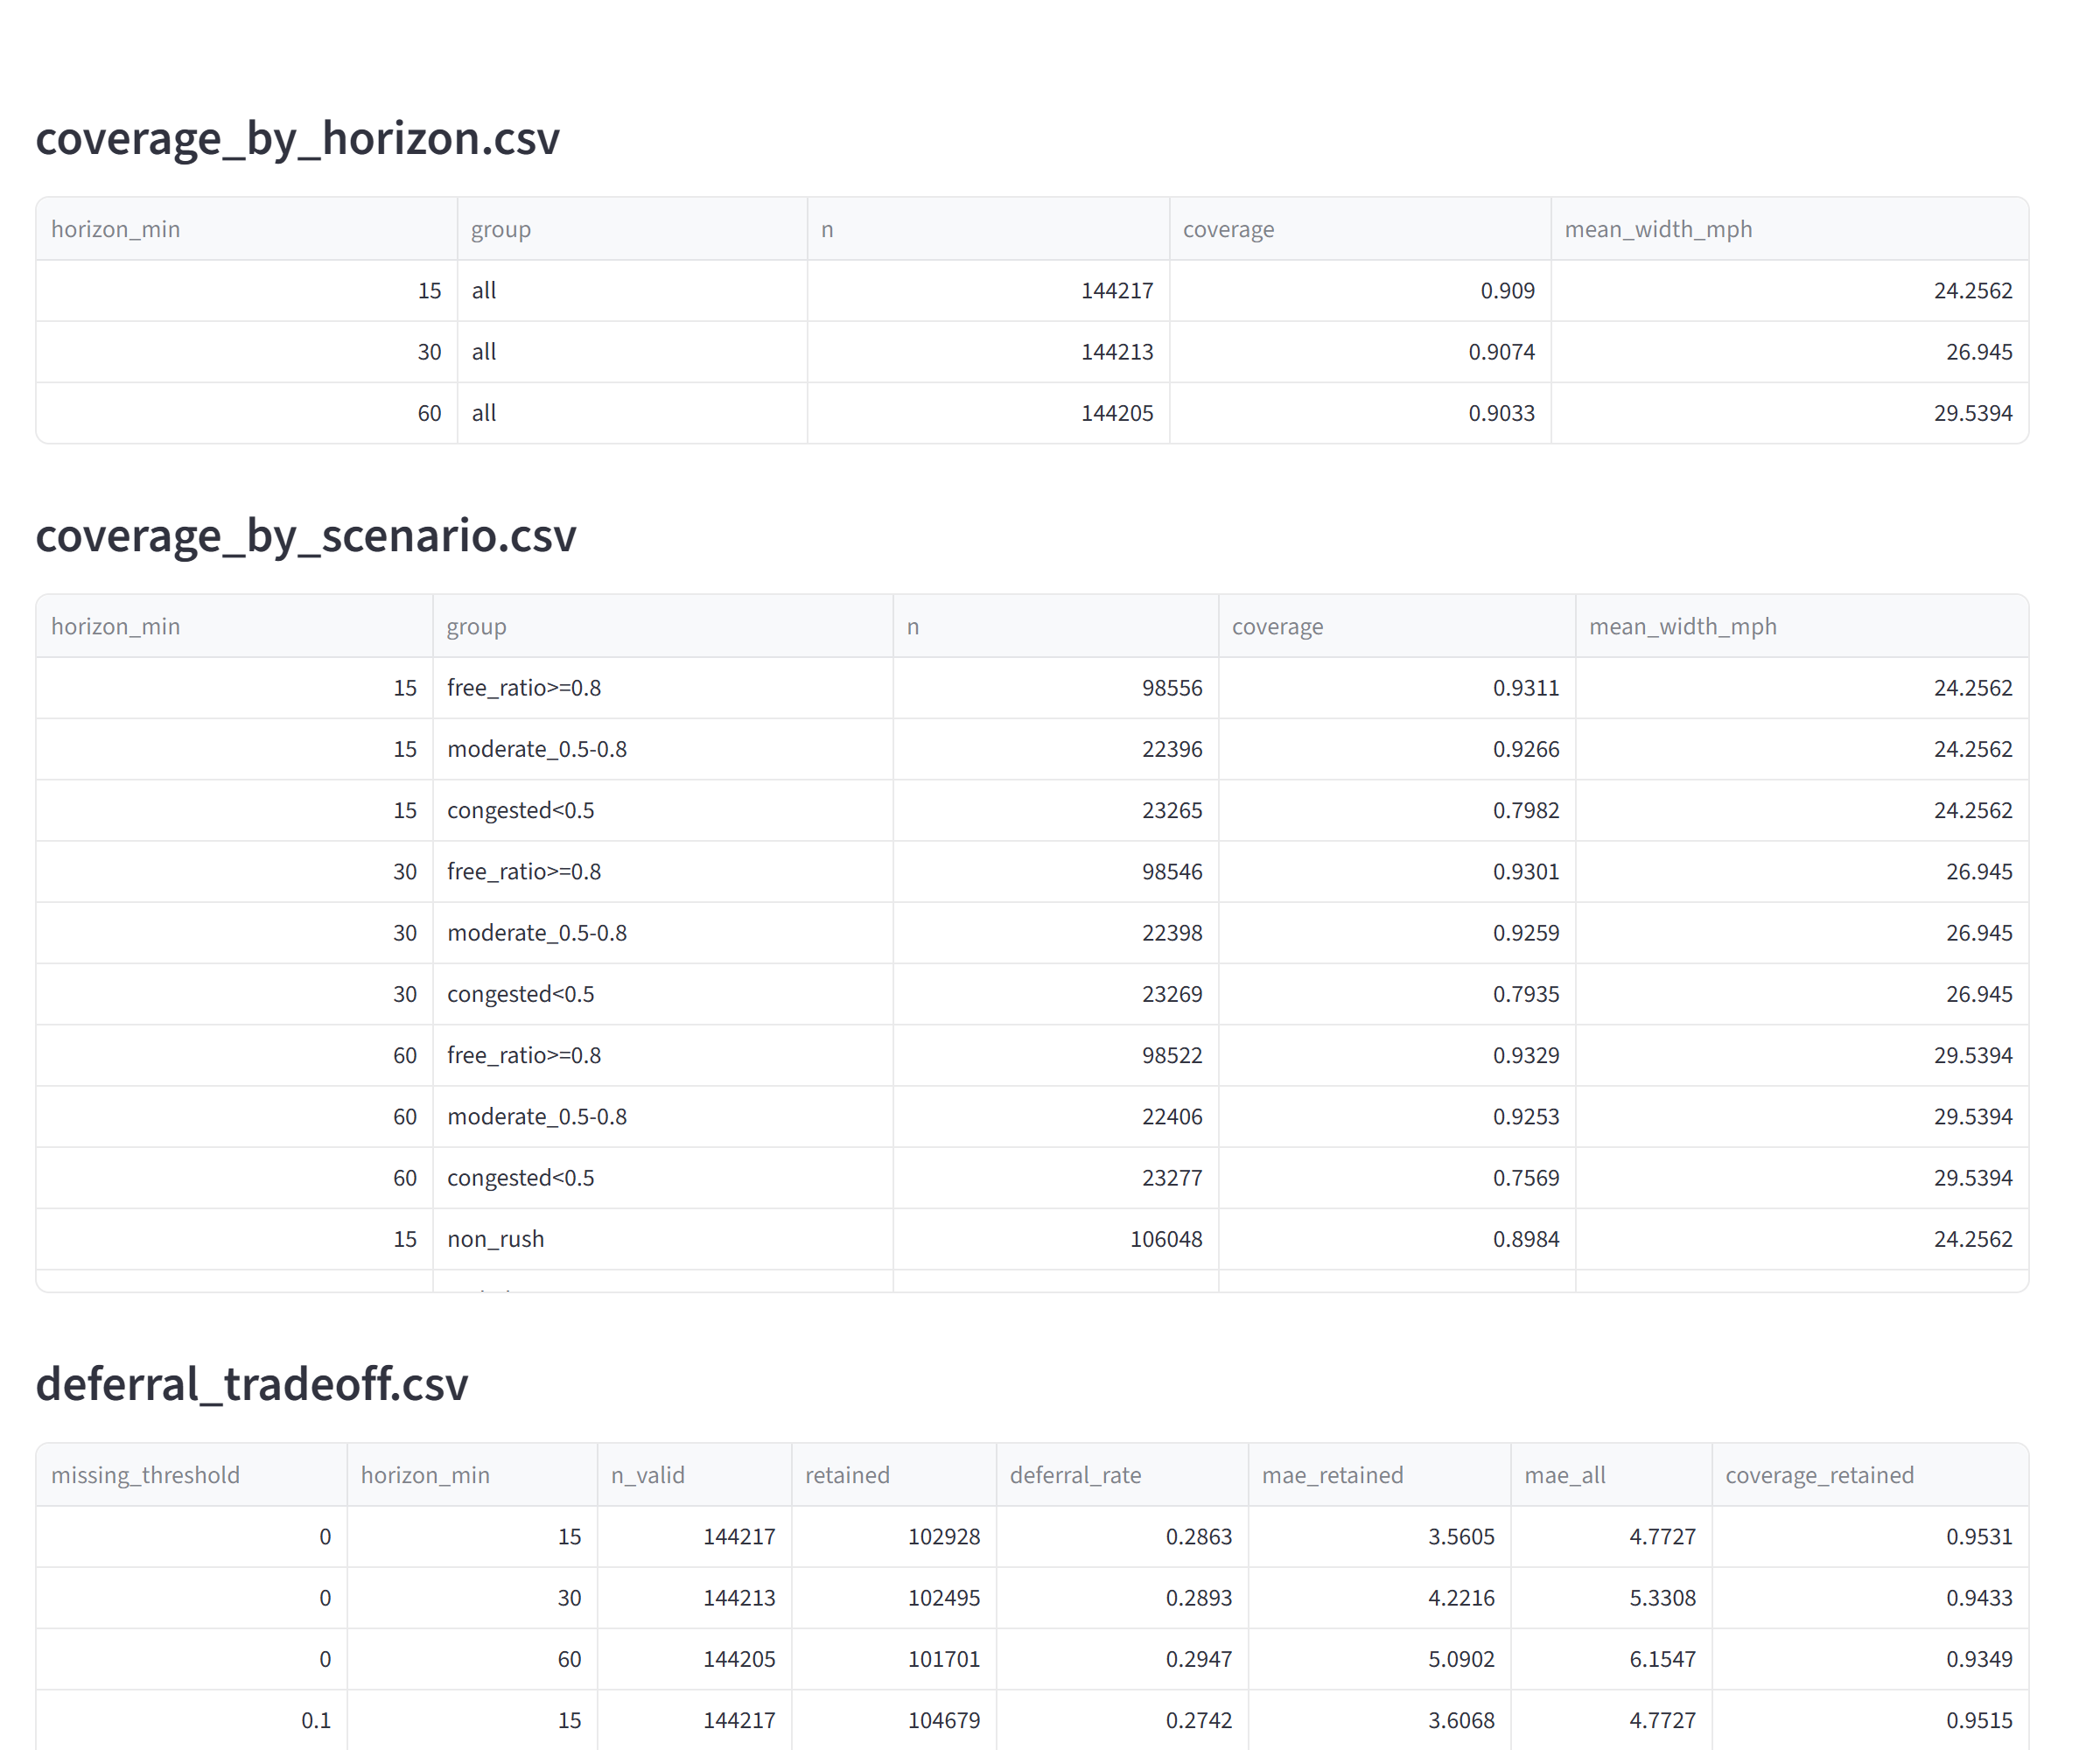 coverage_by_horizon.csv
horizon_min group n coverage mean_width_mph
15 all 144217 0.909 24.2562
30 all 144213 0.9074 26.945
60 all 144205 0.9033 29.5394
coverage_by_scenario.csv
horizon_min group n coverage mean_width_mph
15 free_ratio>=0.8 98556 0.9311 24.2562
15 moderate_0.5-0.8 22396 0.9266 24.2562
15 congested<0.5 23265 0.7982 24.2562
30 free_ratio>=0.8 98546 0.9301 26.945
30 moderate_0.5-0.8 22398 0.9259 26.945
30 congested<0.5 23269 0.7935 26.945
60 free_ratio>=0.8 98522 0.9329 29.5394
60 moderate_0.5-0.8 22406 0.9253 29.5394
60 congested<0.5 23277 0.7569 29.5394
15 non_rush 106048 0.8984 24.2562
deferral_tradeoff.csv
missing_threshold horizon_min n_valid retained deferral_rate mae_retained mae_all coverage_retained
0 15 144217 102928 0.2863 3.5605 4.7727 0.9531
0 30 144213 102495 0.2893 4.2216 5.3308 0.9433
0 60 144205 101701 0.2947 5.0902 6.1547 0.9349
0.1 15 144217 104679 0.2742 3.6068 4.7727 0.9515